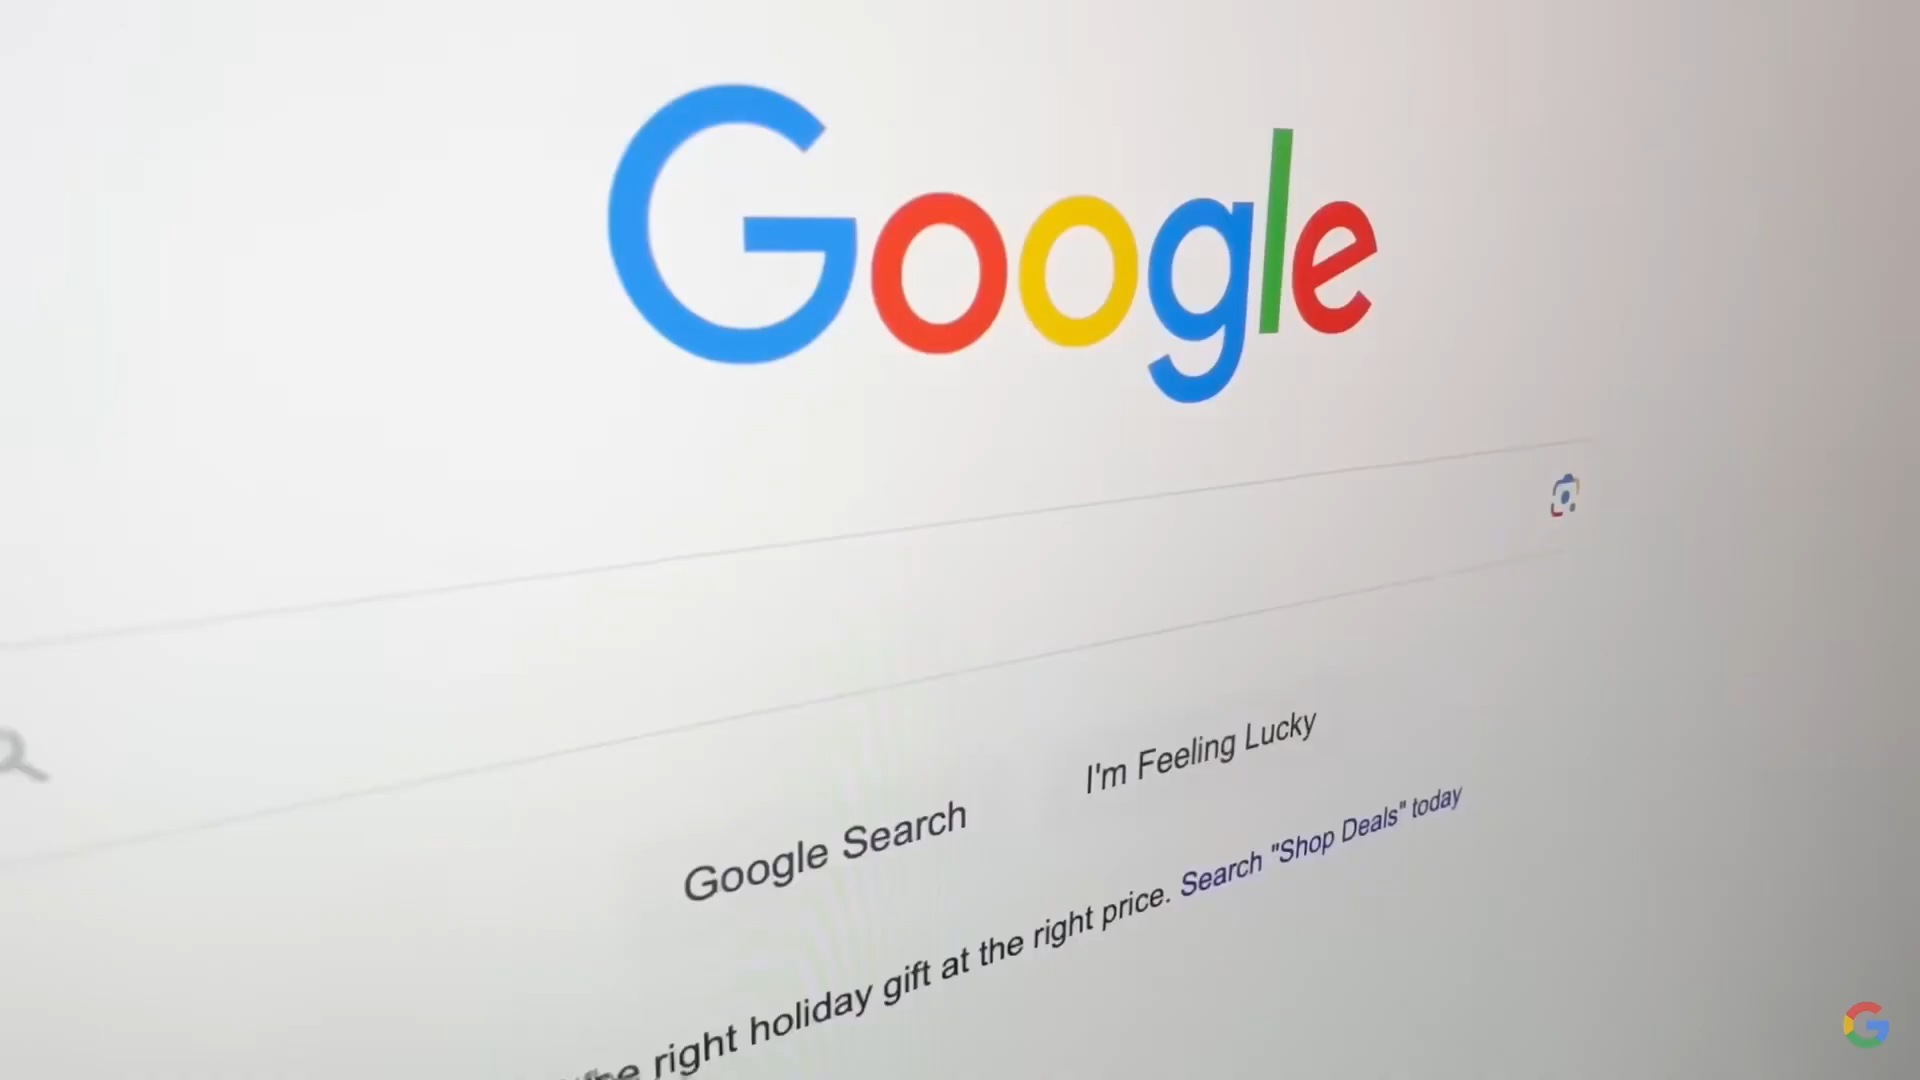 Google
Google Search
I'm Feeling Lucky
right holiday gift at the right price. Search "Shop Deals" today
G